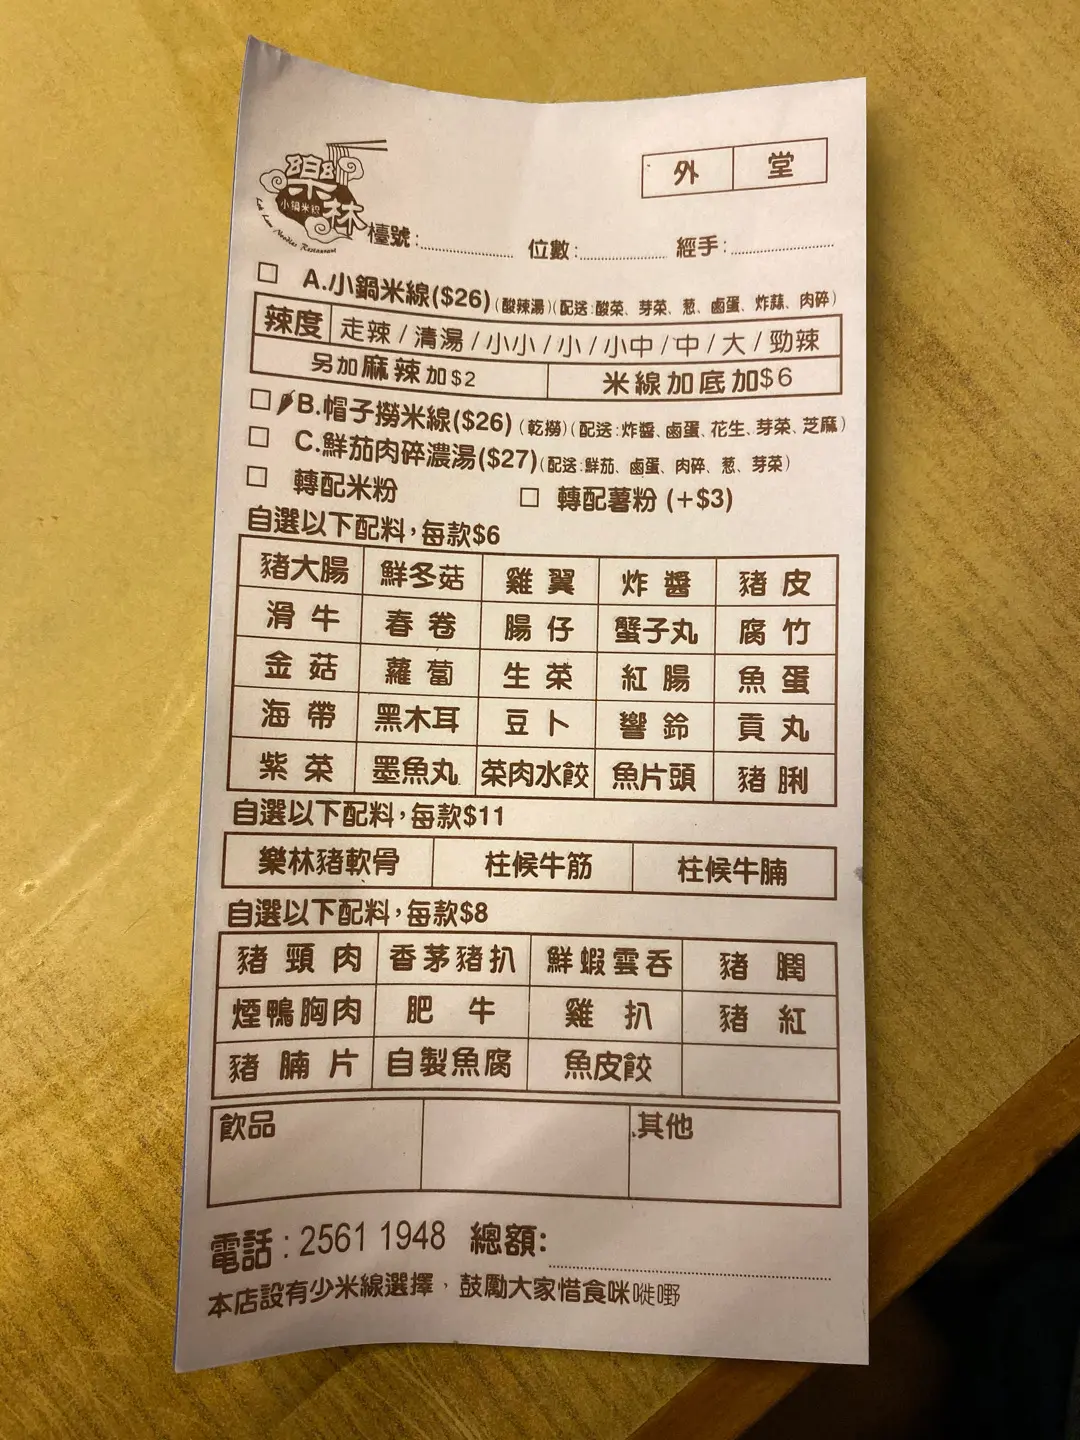 外 堂
樂林
小鍋米線
Noodles Restaurant
檯號: 位數: 經手:
A.小鍋米線($26)(酸辣湯)(配送:酸菜、芽菜、葱、鹵蛋、炸蒜、肉碎)
辣度 走辣/清湯/小小/小/小中/中/大/勁辣
另加麻辣加$2 米線加底加$6
B.帽子撈米線($26)(乾撈)(配送:炸醬、鹵蛋、花生、芽菜、芝麻)
C.鮮茄肉碎濃湯($27)(配送:鮮茄、鹵蛋、肉碎、葱、芽菜)
轉配米粉 轉配薯粉(+$3)
自選以下配料,每款$6
豬大腸 鮮冬菇 雞翼 炸醬 豬皮
滑牛 春卷 腸仔 蟹子丸 腐竹
金菇 蘿蔔 生菜 紅腸 魚蛋
海帶 黑木耳 豆卜 響鈴 貢丸
紫菜 墨魚丸 菜肉水餃 魚片頭 豬脷
自選以下配料,每款$11
樂林豬軟骨 柱候牛筋 柱候牛腩
自選以下配料,每款$8
豬頸肉 香茅豬扒 鮮蝦雲吞 豬膶
煙鴨胸肉 肥牛 雞扒 豬紅
豬腩片 自製魚腐 魚皮餃
飲品 其他
電話:2561 1948 總額:
本店設有少米線選擇、鼓勵大家惜食咪嘥嘢